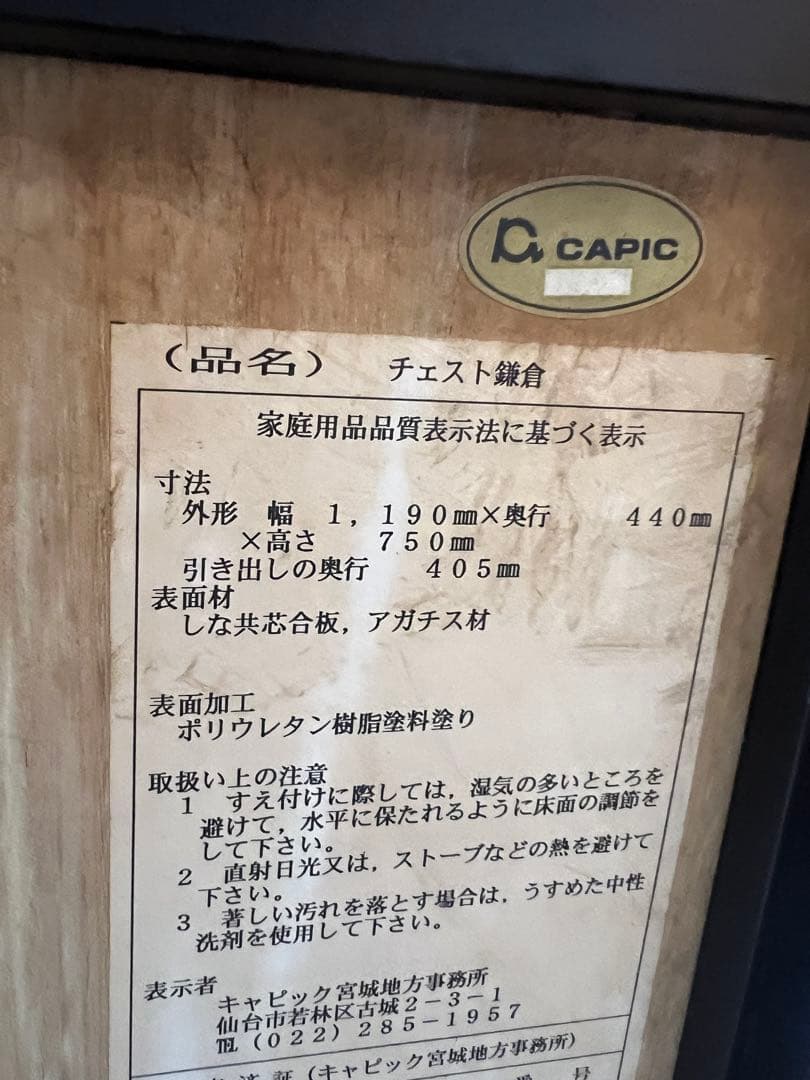 CAPIC
（品名）　チェスト鎌倉
家庭用品品質表示法に基づく表示
寸法
外形　幅　１，１９０㎜×奥行　４４０㎜
×高さ　７５０㎜
引き出しの奥行　４０５㎜
表面材
しな共芯合板，アガチス材
表面加工
ポリウレタン樹脂塗料塗り
取扱い上の注意
１　すえ付けに際しては，湿気の多いところを
避けて，水平に保たれるように床面の調節を
して下さい。
２　直射日光又は，ストーブなどの熱を避けて
下さい。
３　著しい汚れを落とす場合は，うすめた中性
洗剤を使用して下さい。
表示者
キャピック宮城地方事務所
仙台市若林区古城２－３－１
℡（０２２）２８５－１９５７
済証（キャピック宮城地方事務所）
号